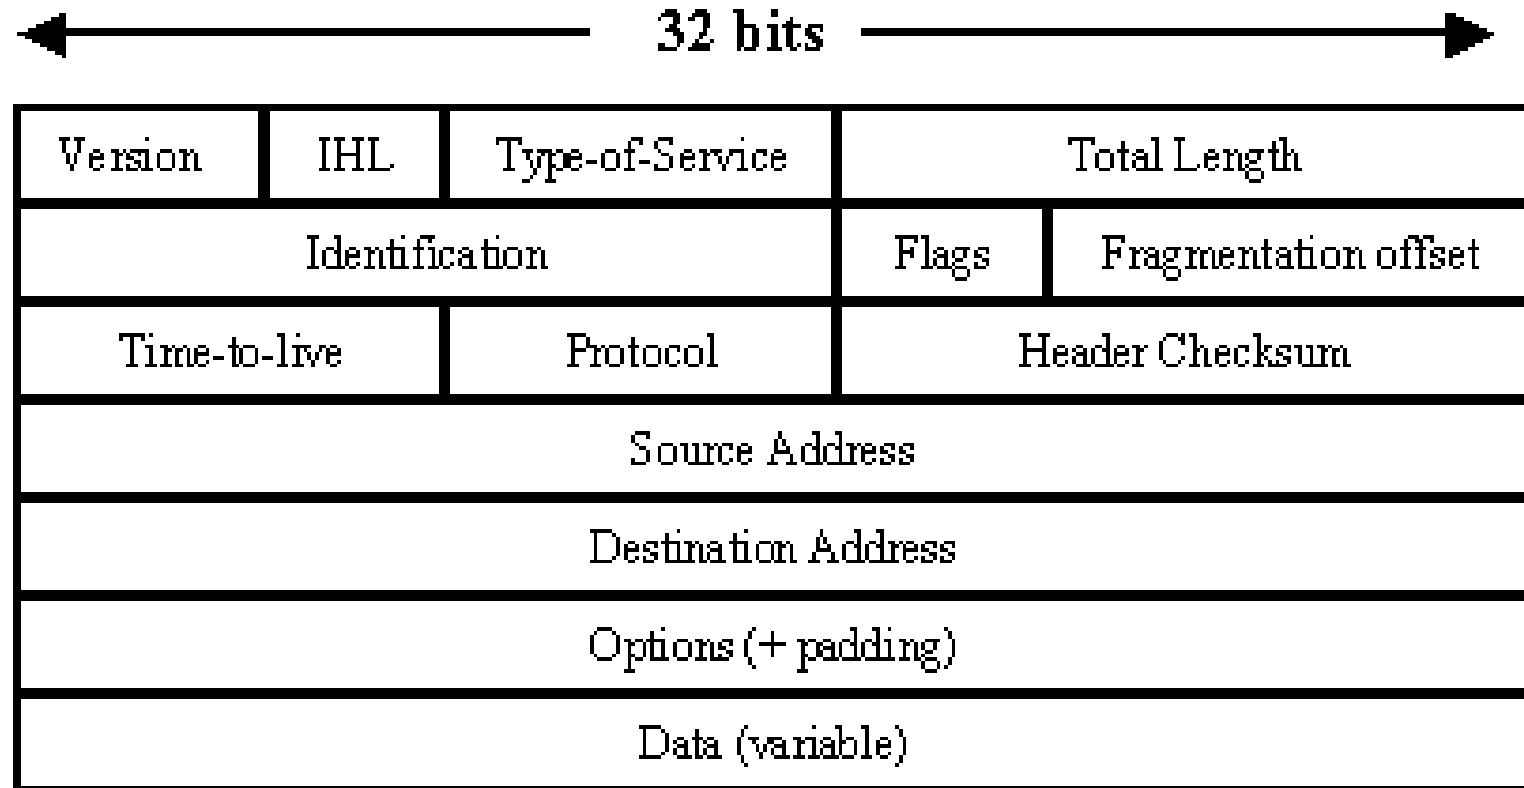 32 bits
Version IHL Type-of-Service Total Length
Identification Flags Fragmentation offset
Time-to-live Protocol Header Checksum
Source Address
Destination Address
Options (+ padding)
Data (variable)